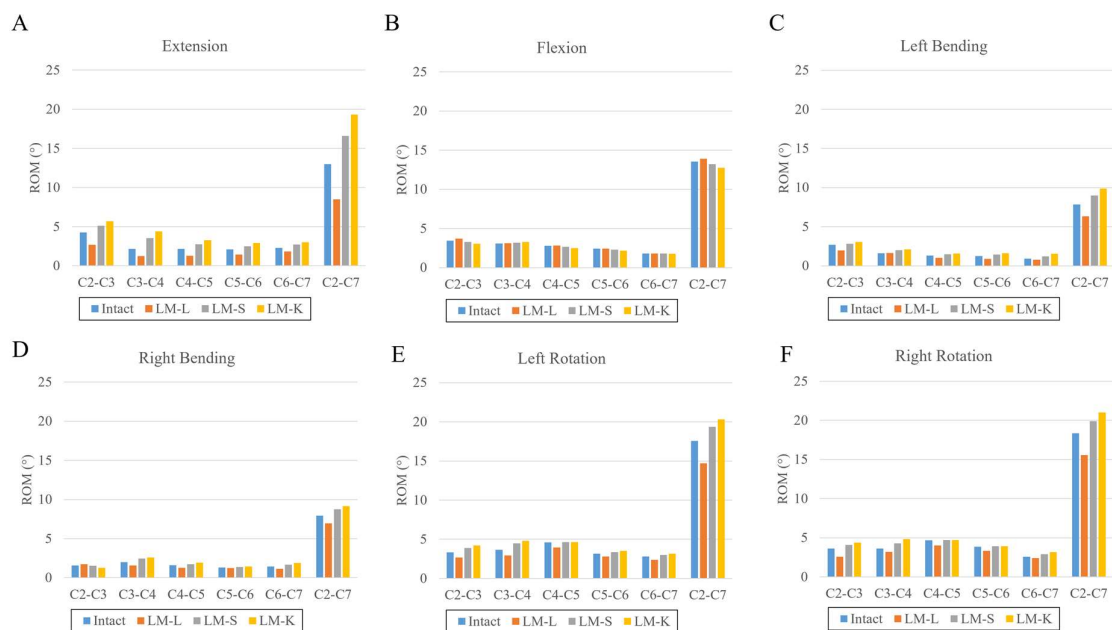 A
Extension
25
20
15
10
5
0
ROM (°)
C2-C3 C3-C4 C4-C5 C5-C6 C6-C7 C2-C7
Intact LM-L LM-S LM-K
B
Flexion
25
20
15
10
5
0
ROM (°)
C2-C3 C3-C4 C4-C5 C5-C6 C6-C7 C2-C7
Intact LM-L LM-S LM-K
C
Left Bending
25
20
15
10
5
0
ROM (°)
C2-C3 C3-C4 C4-C5 C5-C6 C6-C7 C2-C7
Intact LM-L LM-S LM-K
D
Right Bending
25
20
15
10
5
0
ROM (°)
C2-C3 C3-C4 C4-C5 C5-C6 C6-C7 C2-C7
Intact LM-L LM-S LM-K
E
Left Rotation
25
20
15
10
5
0
ROM (°)
C2-C3 C3-C4 C4-C5 C5-C6 C6-C7 C2-C7
Intact LM-L LM-S LM-K
F
Right Rotation
25
20
15
10
5
0
ROM (°)
C2-C3 C3-C4 C4-C5 C5-C6 C6-C7 C2-C7
Intact LM-L LM-S LM-K